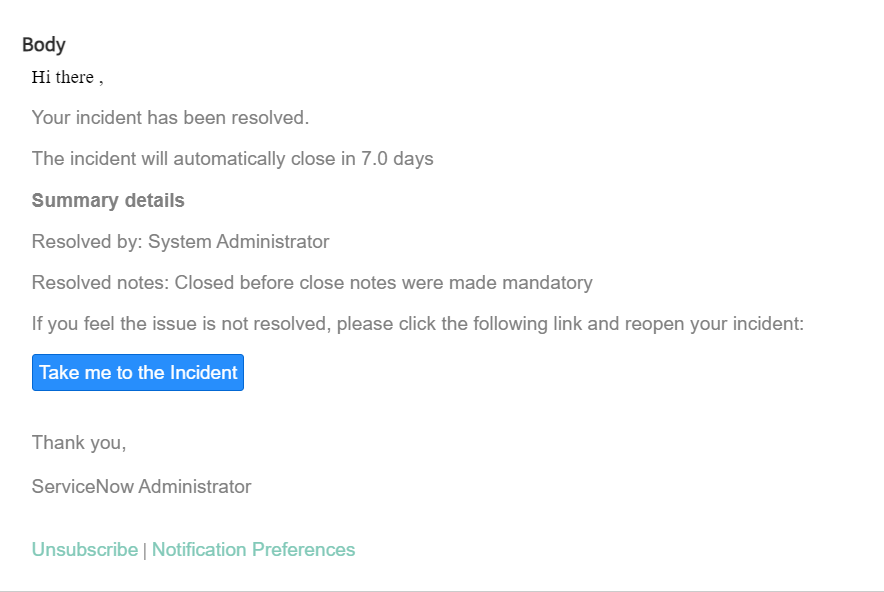 Body
Hi there ,
Your incident has been resolved.
The incident will automatically close in 7.0 days
Summary details
Resolved by: System Administrator
Resolved notes: Closed before close notes were made mandatory
If you feel the issue is not resolved, please click the following link and reopen your incident:
Take me to the Incident
Thank you,
ServiceNow Administrator
Unsubscribe | Notification Preferences